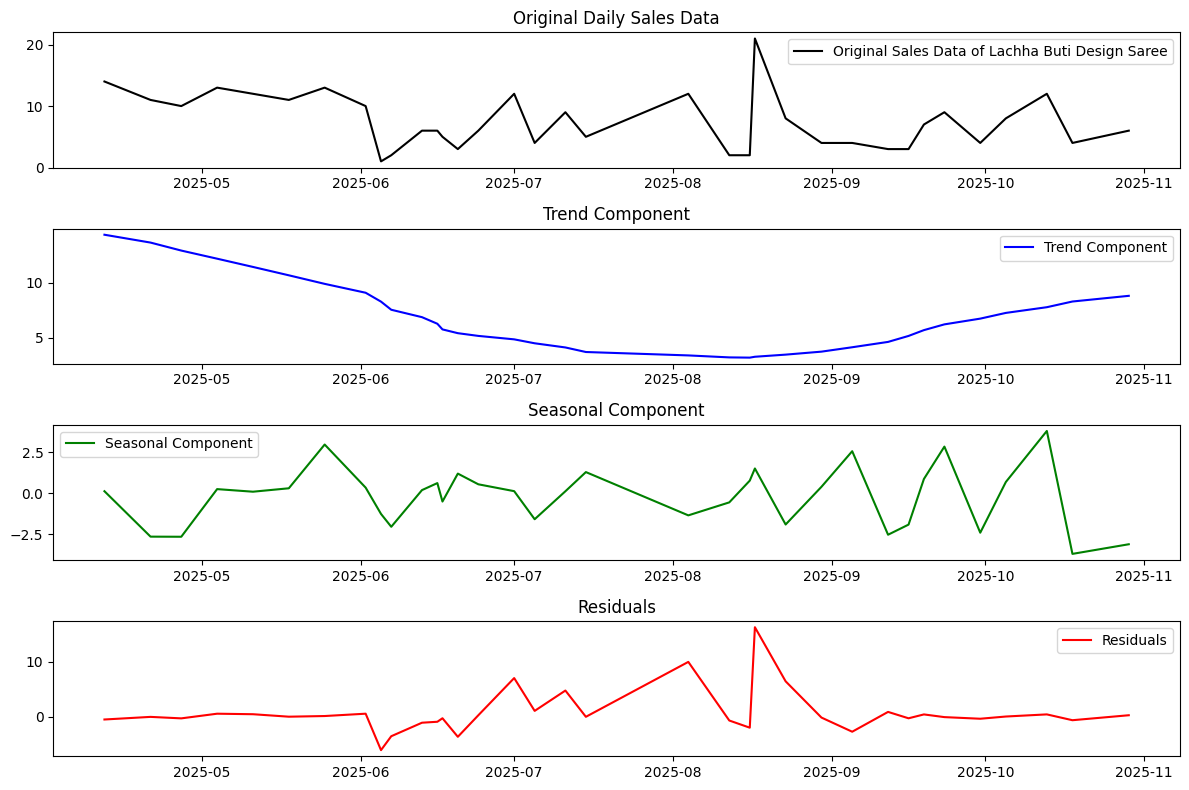 Original Daily Sales Data
Original Sales Data of Lachha Buti Design Saree
20
10
0
2025-05 2025-06 2025-07 2025-08 2025-09 2025-10 2025-11
Trend Component
Trend Component
10
5
2025-05 2025-06 2025-07 2025-08 2025-09 2025-10 2025-11
Seasonal Component
Seasonal Component
2.5
0.0
−2.5
2025-05 2025-06 2025-07 2025-08 2025-09 2025-10 2025-11
Residuals
Residuals
10
0
2025-05 2025-06 2025-07 2025-08 2025-09 2025-10 2025-11